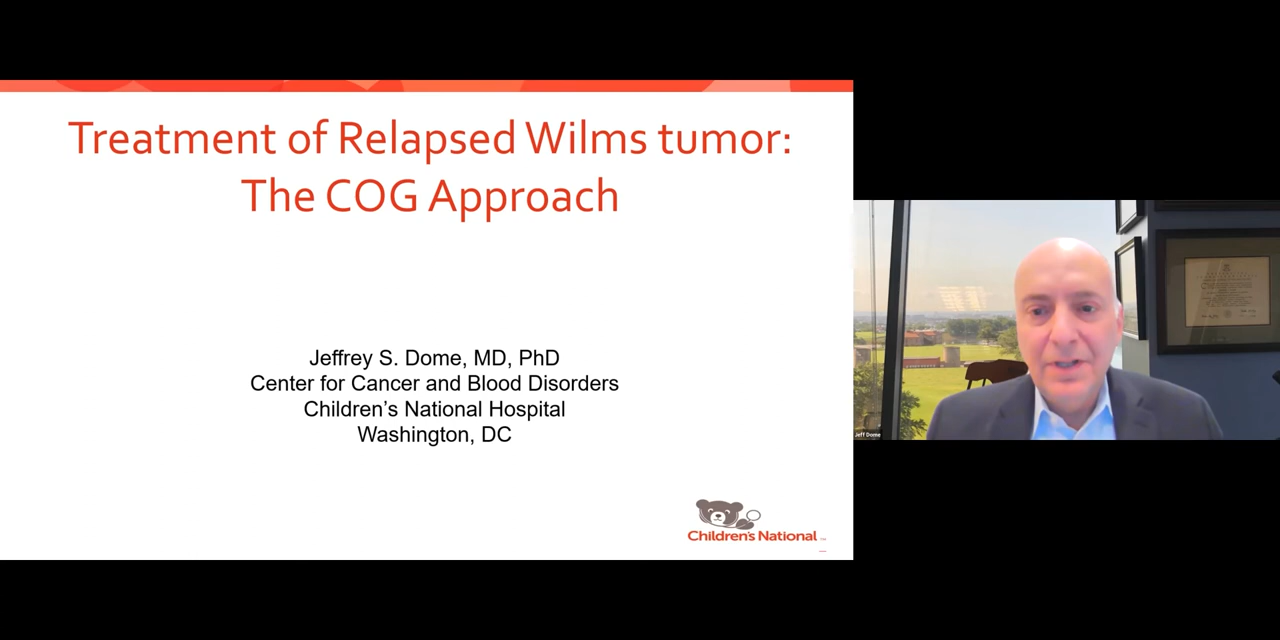 Treatment of Relapsed Wilms tumor:
The COG Approach
Jeffrey S. Dome, MD, PhD
Center for Cancer and Blood Disorders
Children’s National Hospital
Washington, DC
Children's National
Jeff Dome